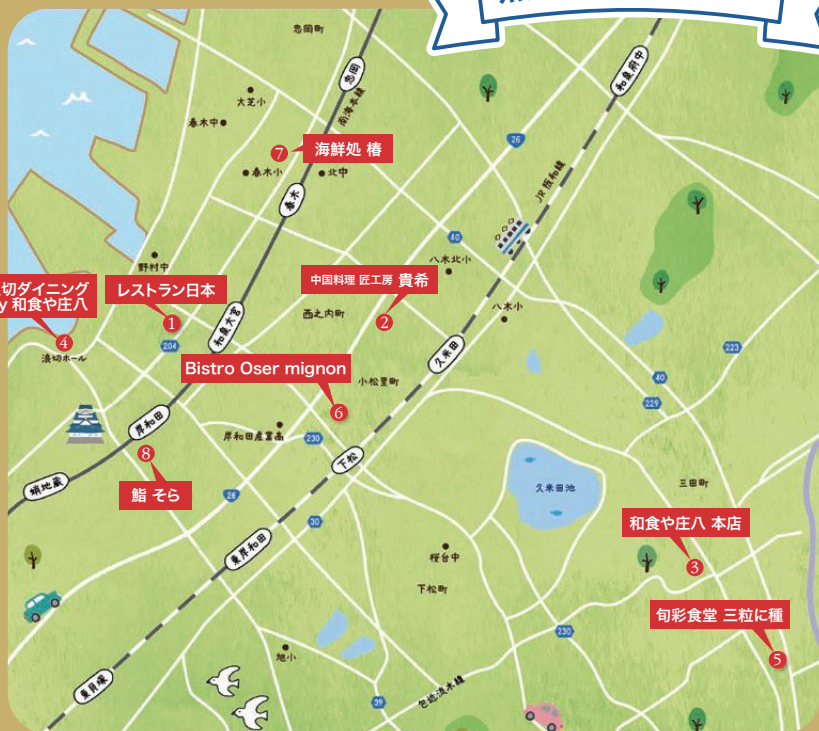 忠岡町
忠岡
和泉府中
大芝小
南海本線
春木中
26
7
海鮮処 椿
春木小
北中
JR阪和線
春木
40
八木北小
野村中
切ダイニング
y 和食や庄八
レストラン日本
中国料理 匠工房 貴希
4
1
西之内町
2
八木小
204
和泉大宮
浪切ホール
久米田
223
Bistro Oser mignon
小松里町
40
229
6
岸和田
岸和田産業高
230
8
下松
蛸地蔵
鮨 そら
26
久米田池
三田町
30
和食や庄八 本店
東岸和田
桜台中
3
下松町
旬彩食堂 三粒に種
230
旭小
5
東貝塚
39